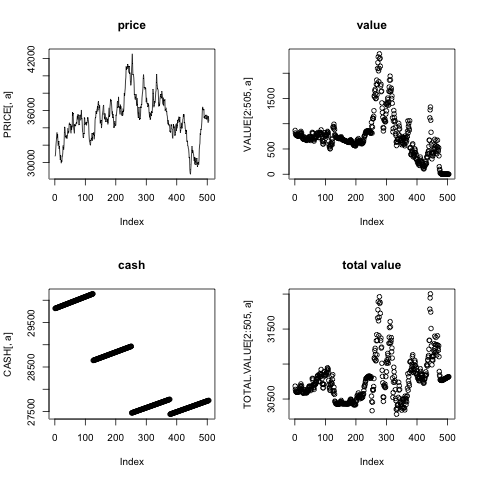 price
PRICE[, a]
30000 36000 42000
0 100 200 300 400 500
Index
value
VALUE[2:505, a]
0 500 1500
0 100 200 300 400 500
Index
cash
CASH[, a]
27500 28500 29500
0 100 200 300 400 500
Index
total value
TOTAL.VALUE[2:505, a]
30500 31500
0 100 200 300 400 500
Index